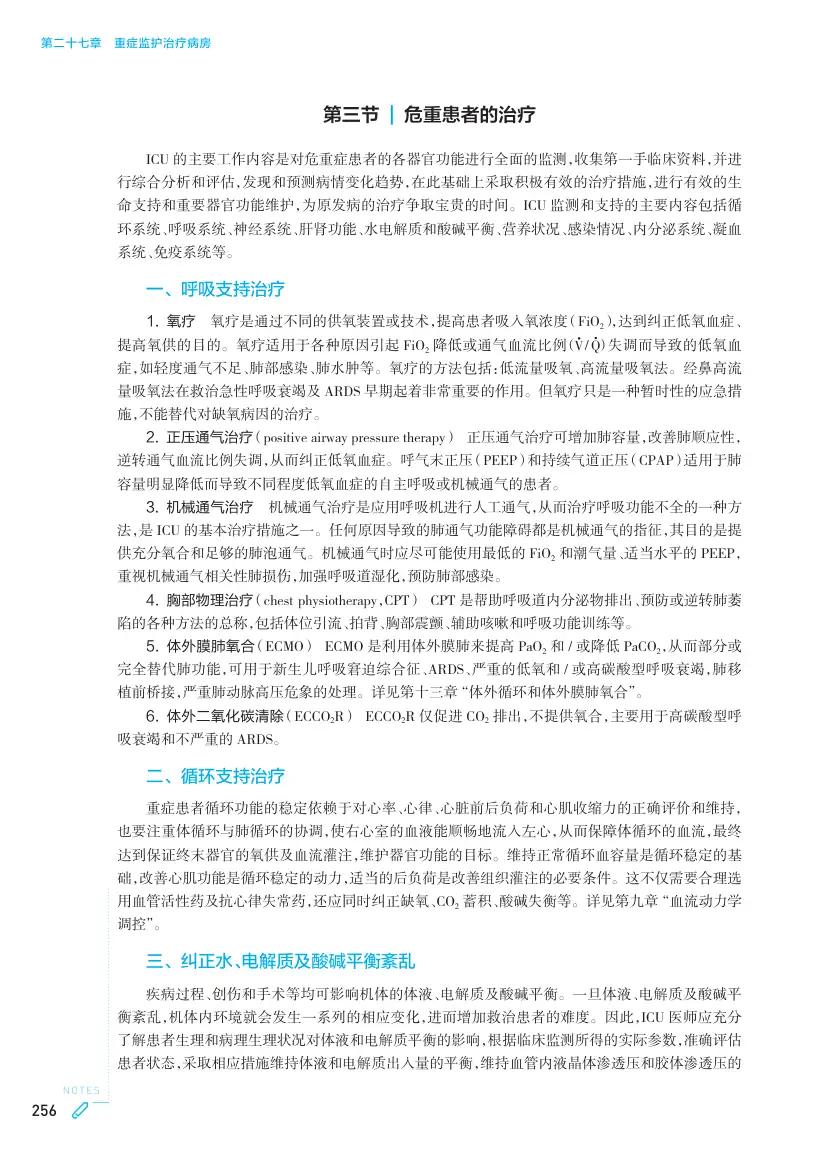 第二十七章 重症监护治疗病房
第三节 | 危重患者的治疗
ICU 的主要工作内容是对危重症患者的各器官功能进行全面的监测,收集第一手临床资料,并进
行综合分析和评估,发现和预测病情变化趋势,在此基础上采取积极有效的治疗措施,进行有效的生
命支持和重要器官功能维护,为原发病的治疗争取宝贵的时间。ICU 监测和支持的主要内容包括循
环系统、呼吸系统、神经系统、肝肾功能、水电解质和酸碱平衡、营养状况、感染情况、内分泌系统、凝血
系统、免疫系统等。
一、呼吸支持治疗
1. 氧疗 氧疗是通过不同的供氧装置或技术,提高患者吸入氧浓度(FiO₂),达到纠正低氧血症、
提高氧供的目的。氧疗适用于各种原因引起 FiO₂ 降低或通气血流比例(V̇/Q̇)失调而导致的低氧血
症,如轻度通气不足、肺部感染、肺水肿等。氧疗的方法包括:低流量吸氧、高流量吸氧法。经鼻高流
量吸氧法在救治急性呼吸衰竭及 ARDS 早期起着非常重要的作用。但氧疗只是一种暂时性的应急措
施,不能替代对缺氧病因的治疗。
2. 正压通气治疗(positive airway pressure therapy) 正压通气治疗可增加肺容量,改善肺顺应性,
逆转通气血流比例失调,从而纠正低氧血症。呼气末正压(PEEP)和持续气道正压(CPAP)适用于肺
容量明显降低而导致不同程度低氧血症的自主呼吸或机械通气的患者。
3. 机械通气治疗 机械通气治疗是应用呼吸机进行人工通气,从而治疗呼吸功能不全的一种方
法,是 ICU 的基本治疗措施之一。任何原因导致的肺通气功能障碍都是机械通气的指征,其目的是提
供充分氧合和足够的肺泡通气。机械通气时应尽可能使用最低的 FiO₂ 和潮气量、适当水平的 PEEP,
重视机械通气相关性肺损伤,加强呼吸道湿化,预防肺部感染。
4. 胸部物理治疗(chest physiotherapy,CPT) CPT 是帮助呼吸道内分泌物排出、预防或逆转肺萎
陷的各种方法的总称,包括体位引流、拍背、胸部震颤、辅助咳嗽和呼吸功能训练等。
5. 体外膜肺氧合(ECMO) ECMO 是利用体外膜肺来提高 PaO₂ 和 / 或降低 PaCO₂,从而部分或
完全替代肺功能,可用于新生儿呼吸窘迫综合征、ARDS、严重的低氧和 / 或高碳酸型呼吸衰竭,肺移
植前桥接,严重肺动脉高压危象的处理。详见第十三章“体外循环和体外膜肺氧合”。
6. 体外二氧化碳清除(ECCO₂R) ECCO₂R 仅促进 CO₂ 排出,不提供氧合,主要用于高碳酸型呼
吸衰竭和不严重的 ARDS。
二、循环支持治疗
重症患者循环功能的稳定依赖于对心率、心律、心脏前后负荷和心肌收缩力的正确评价和维持,
也要注重体循环与肺循环的协调,使右心室的血液能顺畅地流入左心,从而保障体循环的血流,最终
达到保证终末器官的氧供及血流灌注,维护器官功能的目标。维持正常循环血容量是循环稳定的基
础,改善心肌功能是循环稳定的动力,适当的后负荷是改善组织灌注的必要条件。这不仅需要合理选
用血管活性药及抗心律失常药,还应同时纠正缺氧、CO₂ 蓄积、酸碱失衡等。详见第九章“血流动力学
调控”。
三、纠正水、电解质及酸碱平衡紊乱
疾病过程、创伤和手术等均可影响机体的体液、电解质及酸碱平衡。一旦体液、电解质及酸碱平
衡紊乱,机体内环境就会发生一系列的相应变化,进而增加救治患者的难度。因此,ICU 医师应充分
了解患者生理和病理生理状况对体液和电解质平衡的影响,根据临床监测所得的实际参数,准确评估
患者状态,采取相应措施维持体液和电解质出入量的平衡,维持血管内液晶体渗透压和胶体渗透压的
NOTES
256